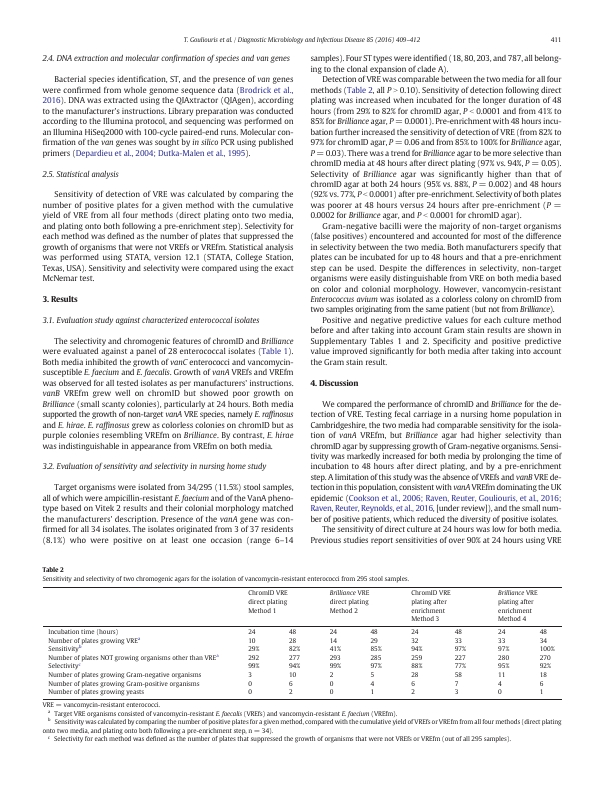 T. Gouliouris et al. / Diagnostic Microbiology and Infectious Disease 85 (2016) 409–412
411
2.4. DNA extraction and molecular confirmation of species and van genes
Bacterial species identification, ST, and the presence of van genes
were confirmed from whole genome sequence data (Brodrick et al.,
2016). DNA was extracted using the QIAxtractor (QIAgen), according
to the manufacturer's instructions. Library preparation was conducted
according to the Illumina protocol, and sequencing was performed on
an Illumina HiSeq2000 with 100-cycle paired-end runs. Molecular con-
firmation of the van genes was sought by in silico PCR using published
primers (Depardieu et al., 2004; Dutka-Malen et al., 1995).
2.5. Statistical analysis
Sensitivity of detection of VRE was calculated by comparing the
number of positive plates for a given method with the cumulative
yield of VRE from all four methods (direct plating onto two media,
and plating onto both following a pre-enrichment step). Selectivity for
each method was defined as the number of plates that suppressed the
growth of organisms that were not VREfs or VREfm. Statistical analysis
was performed using STATA, version 12.1 (STATA, College Station,
Texas, USA). Sensitivity and selectivity were compared using the exact
McNemar test.
3. Results
3.1. Evaluation study against characterized enterococcal isolates
The selectivity and chromogenic features of chromID and Brilliance
were evaluated against a panel of 28 enterococcal isolates (Table 1).
Both media inhibited the growth of vanC enterococci and vancomycin-
susceptible E. faecium and E. faecalis. Growth of vanA VREfs and VREfm
was observed for all tested isolates as per manufacturers' instructions.
vanB VREfm grew well on chromID but showed poor growth on
Brilliance (small scanty colonies), particularly at 24 hours. Both media
supported the growth of non-target vanA VRE species, namely E. raffinosus
and E. hirae. E. raffinosus grew as colorless colonies on chromID but as
purple colonies resembling VREfm on Brilliance. By contrast, E. hirae
was indistinguishable in appearance from VREfm on both media.
3.2. Evaluation of sensitivity and selectivity in nursing home study
Target organisms were isolated from 34/295 (11.5%) stool samples,
all of which were ampicillin-resistant E. faecium and of the VanA pheno-
type based on Vitek 2 results and their colonial morphology matched
the manufacturers' description. Presence of the vanA gene was con-
firmed for all 34 isolates. The isolates originated from 3 of 37 residents
(8.1%) who were positive on at least one occasion (range 6–14
samples). Four ST types were identified (18, 80, 203, and 787, all belong-
ing to the clonal expansion of clade A).
Detection of VRE was comparable between the two media for all four
methods (Table 2, all P > 0.10). Sensitivity of detection following direct
plating was increased when incubated for the longer duration of 48
hours (from 29% to 82% for chromID agar, P < 0.0001 and from 41% to
85% for Brilliance agar, P = 0.0001). Pre-enrichment with 48 hours incu-
bation further increased the sensitivity of detection of VRE (from 82% to
97% for chromID agar, P = 0.06 and from 85% to 100% for Brilliance agar,
P = 0.03). There was a trend for Brilliance agar to be more selective than
chromID media at 48 hours after direct plating (97% vs. 94%, P = 0.05).
Selectivity of Brilliance agar was significantly higher than that of
chromID agar at both 24 hours (95% vs. 88%, P = 0.002) and 48 hours
(92% vs. 77%, P < 0.0001) after pre-enrichment. Selectivity of both plates
was poorer at 48 hours versus 24 hours after pre-enrichment (P =
0.0002 for Brilliance agar, and P < 0.0001 for chromID agar).
Gram-negative bacilli were the majority of non-target organisms
(false positives) encountered and accounted for most of the difference
in selectivity between the two media. Both manufacturers specify that
plates can be incubated for up to 48 hours and that a pre-enrichment
step can be used. Despite the differences in selectivity, non-target
organisms were easily distinguishable from VRE on both media based
on color and colonial morphology. However, vancomycin-resistant
Enterococcus avium was isolated as a colorless colony on chromID from
two samples originating from the same patient (but not from Brilliance).
Positive and negative predictive values for each culture method
before and after taking into account Gram stain results are shown in
Supplementary Tables 1 and 2. Specificity and positive predictive
value improved significantly for both media after taking into account
the Gram stain result.
4. Discussion
We compared the performance of chromID and Brilliance for the de-
tection of VRE. Testing fecal carriage in a nursing home population in
Cambridgeshire, the two media had comparable sensitivity for the isola-
tion of vanA VREfm, but Brilliance agar had higher selectivity than
chromID agar by suppressing growth of Gram-negative organisms. Sensi-
tivity was markedly increased for both media by prolonging the time of
incubation to 48 hours after direct plating, and by a pre-enrichment
step. A limitation of this study was the absence of VREfs and vanB VRE de-
tection in this population, consistent with vanA VREfm dominating the UK
epidemic (Cookson et al., 2006; Raven, Reuter, Gouliouris, et al., 2016;
Raven, Reuter, Reynolds, et al., 2016, [under review]), and the small num-
ber of positive patients, which reduced the diversity of positive isolates.
The sensitivity of direct culture at 24 hours was low for both media.
Previous studies report sensitivities of over 90% at 24 hours using VRE
Table 2
Sensitivity and selectivity of two chromogenic agars for the isolation of vancomycin-resistant enterococci from 295 stool samples.
ChromID VRE Brilliance VRE ChromID VRE Brilliance VRE
direct plating direct plating plating after plating after
Method 1 Method 2 enrichment enrichment
Method 3 Method 4
Incubation time (hours) 24 48 24 48 24 48 24 48
Number of plates growing VREa 10 28 14 29 32 33 33 34
Sensitivityb 29% 82% 41% 85% 94% 97% 97% 100%
Number of plates NOT growing organisms other than VREa 292 277 293 285 259 227 280 270
Selectivityc 99% 94% 99% 97% 88% 77% 95% 92%
Number of plates growing Gram-negative organisms 3 10 2 5 28 58 11 18
Number of plates growing Gram-positive organisms 0 6 0 4 6 7 4 6
Number of plates growing yeasts 0 2 0 1 2 3 0 1
VRE = vancomycin-resistant enterococci.
a Target VRE organisms consisted of vancomycin-resistant E. faecalis (VREfs) and vancomycin-resistant E. faecium (VREfm).
b Sensitivity was calculated by comparing the number of positive plates for a given method, compared with the cumulative yield of VREfs or VREfm from all four methods (direct plating
onto two media, and plating onto both following a pre-enrichment step, n = 34).
c Selectivity for each method was defined as the number of plates that suppressed the growth of organisms that were not VREfs or VREfm (out of all 295 samples).